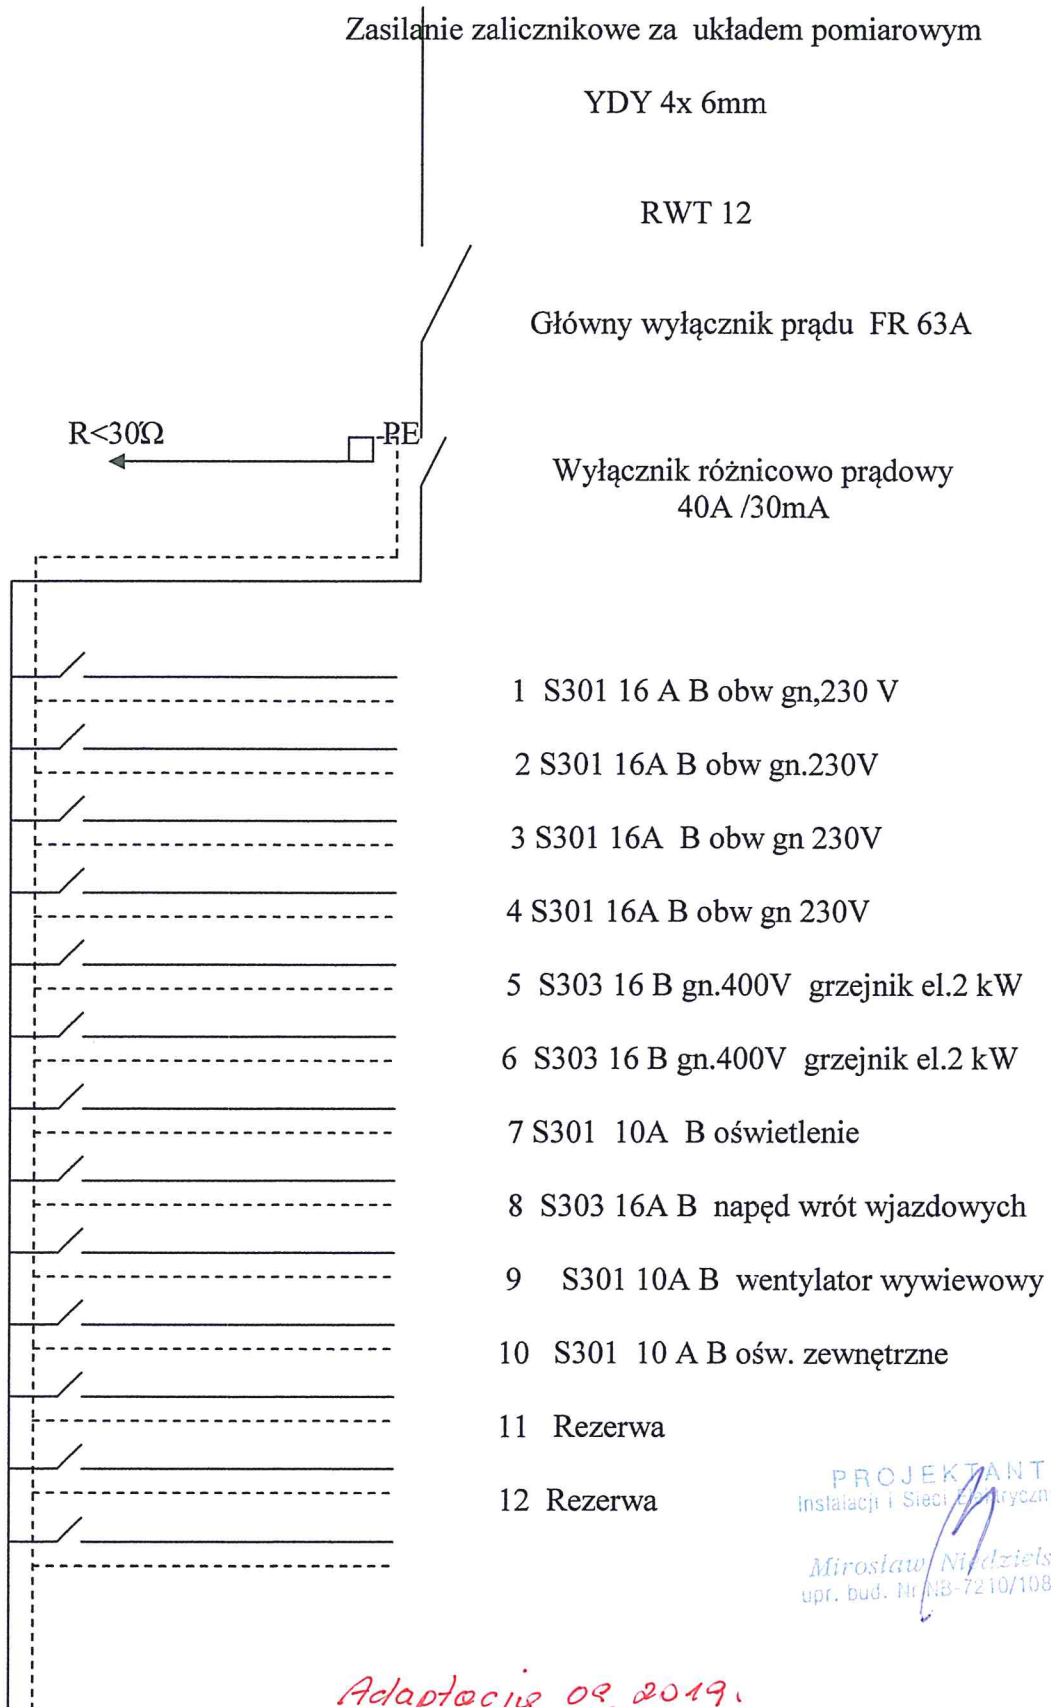 Zasilanie zalicznikowe za układem pomiarowym
YDY 4x 6mm
RWT 12
Główny wyłącznik prądu FR 63A
R<30Ω
-PE
Wyłącznik różnicowo prądowy
40A /30mA
1 S301 16 A B obw gn,230 V
2 S301 16A B obw gn.230V
3 S301 16A B obw gn 230V
4 S301 16A B obw gn 230V
5 S303 16 B gn.400V grzejnik el.2 kW
6 S303 16 B gn.400V grzejnik el.2 kW
7 S301 10A B oświetlenie
8 S303 16A B napęd wrót wjazdowych
9 S301 10A B wentylator wywiewowy
10 S301 10 A B ośw. zewnętrzne
11 Rezerwa
12 Rezerwa
PROJEKTANT
Instalacji i Sieci
Mirosław
upr. bud. Nr NB-7210/108
Adaptacja 09. 2019.